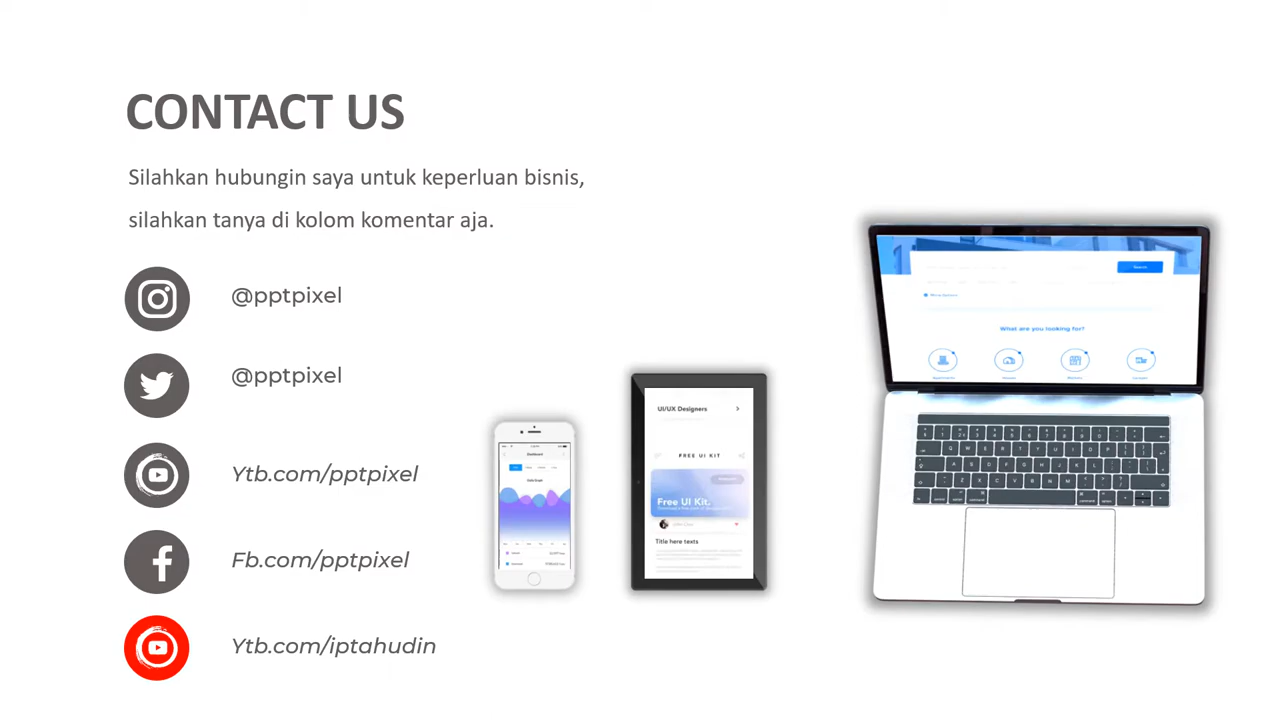 CONTACT US
Silahkan hubungin saya untuk keperluan bisnis,
silahkan tanya di kolom komentar aja.
@pptpixel
@pptpixel
Ytb.com/pptpixel
Fb.com/pptpixel
Ytb.com/iptahudin
Dashboard
UI/UX Designers
FREE UI KIT
Free UI Kit.
Title here texts
What are you looking for?